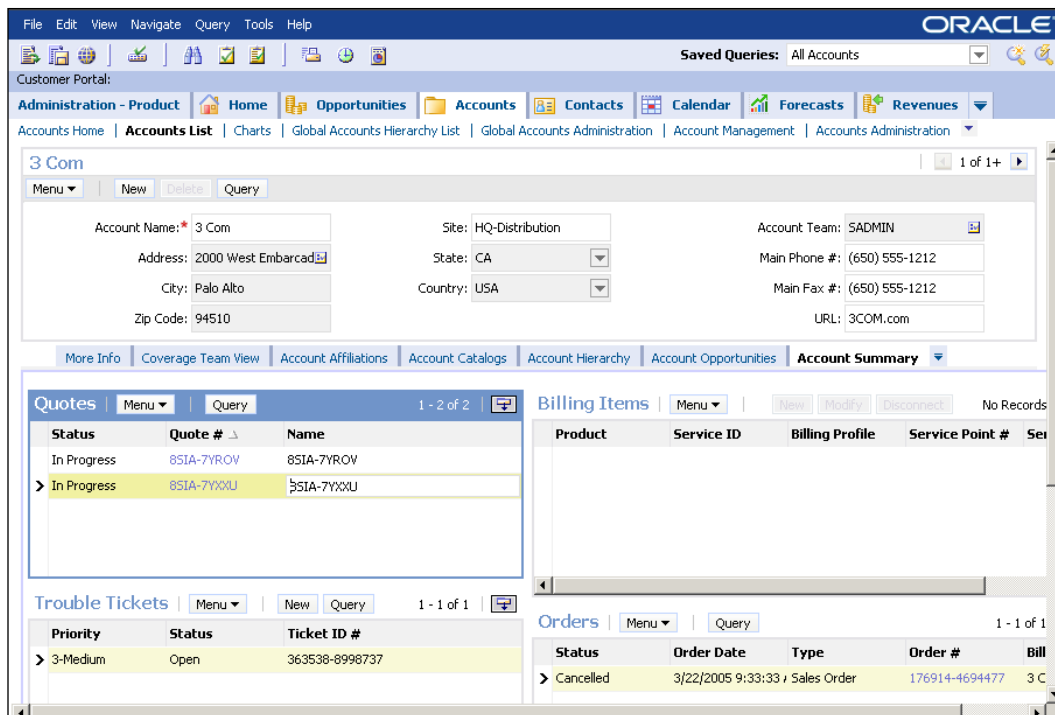 File Edit View Navigate Query Tools Help
ORACLE
Saved Queries: All Accounts
Customer Portal:
Administration - Product Home Opportunities Accounts Contacts Calendar Forecasts Revenues
Accounts Home | Accounts List | Charts | Global Accounts Hierarchy List | Global Accounts Administration | Account Management | Accounts Administration
3 Com 1 of 1+
Menu New Delete Query
Account Name:* 3 Com Site: HQ-Distribution Account Team: SADMIN
Address: 2000 West Embarcad State: CA Main Phone #: (650) 555-1212
City: Palo Alto Country: USA Main Fax #: (650) 555-1212
Zip Code: 94510 URL: 3COM.com
More Info Coverage Team View Account Affiliations Account Catalogs Account Hierarchy Account Opportunities Account Summary
Quotes Menu Query 1 - 2 of 2
Status Quote # Name
In Progress 8SIA-7YROV 8SIA-7YROV
In Progress 8SIA-7YXXU 8SIA-7YXXU
Billing Items Menu New Modify Disconnect No Records
Product Service ID Billing Profile Service Point # Ser
Trouble Tickets Menu New Query 1 - 1 of 1
Priority Status Ticket ID #
3-Medium Open 363538-8998737
Orders Menu Query 1 - 1 of 1
Status Order Date Type Order # Bill
Cancelled 3/22/2005 9:33:33 Sales Order 176914-4694477 3 C